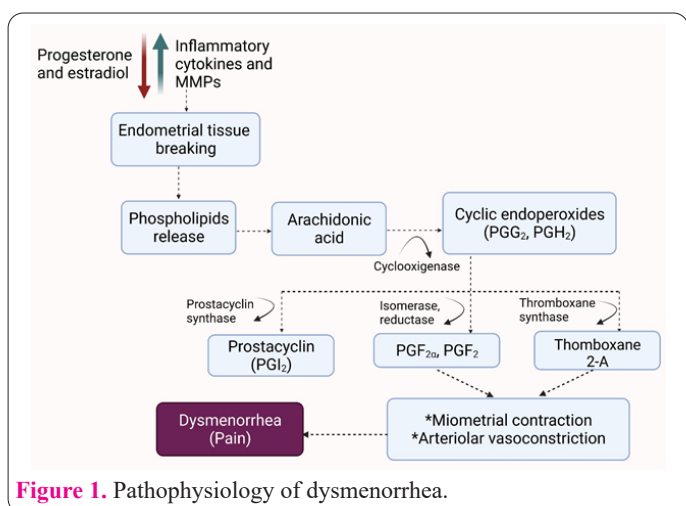 Progesterone
and estradiol
Inflammatory
cytokines and
MMPs
Endometrial tissue
breaking
Phospholipids
release
Arachidonic
acid
Cyclic endoperoxides
(PGG₂, PGH₂)
Cyclooxigenase
Prostacyclin
synthase
Isomerase,
reductase
Thromboxane
synthase
Prostacyclin
(PGI₂)
PGF₂α, PGF₂
Thomboxane
2-A
Dysmenorrhea
(Pain)
*Miometrial contraction
*Arteriolar vasoconstriction
Figure 1. Pathophysiology of dysmenorrhea.